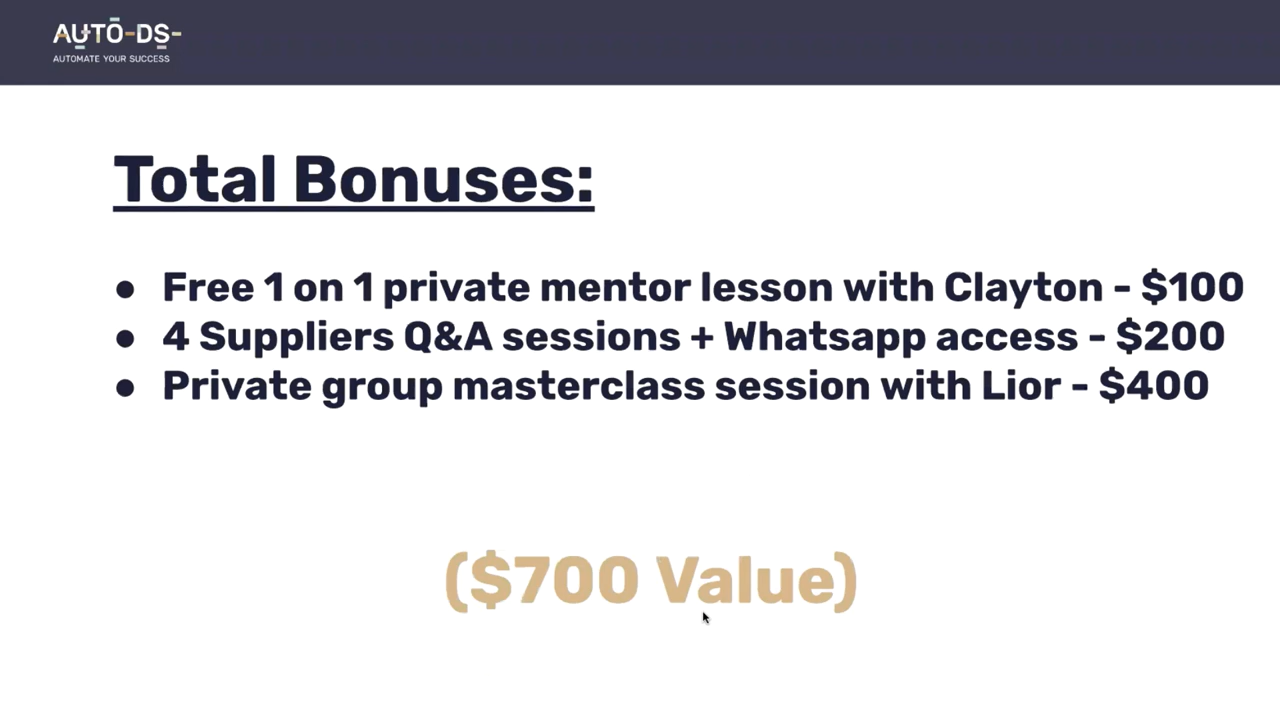 AUTO-DS-
AUTOMATE YOUR SUCCESS
Total Bonuses:
● Free 1 on 1 private mentor lesson with Clayton - $100
● 4 Suppliers Q&A sessions + Whatsapp access - $200
● Private group masterclass session with Lior - $400
($700 Value)